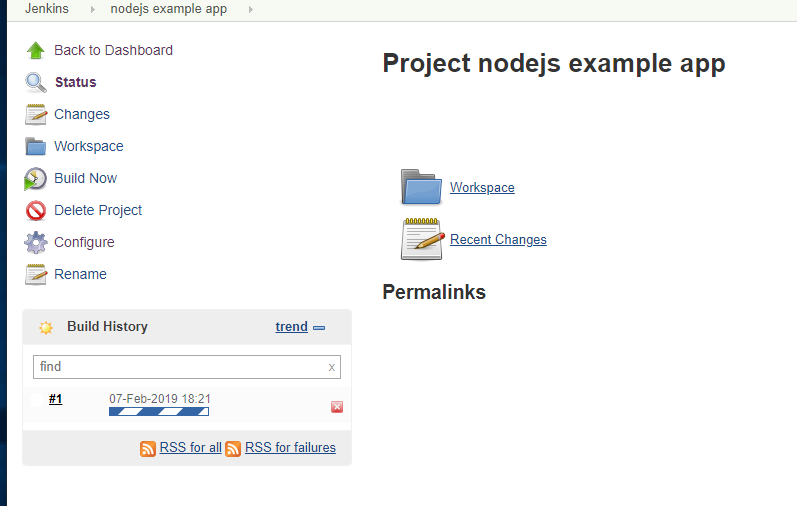 Jenkins nodejs example app
Back to Dashboard
Status
Changes
Workspace
Build Now
Delete Project
Configure
Rename
Build History trend
find x
#1 07-Feb-2019 18:21
RSS for all RSS for failures
Project nodejs example app
Workspace
Recent Changes
Permalinks